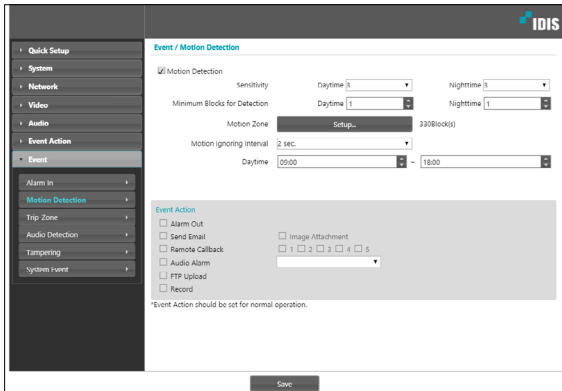 IDIS
Quick Setup
System
Network
Video
Audio
Event Action
Event
Alarm In
Motion Detection
Trip Zone
Audio Detection
Tampering
System Event
Event / Motion Detection
Motion Detection
Sensitivity Daytime 3 Nighttime 3
Minimum Blocks for Detection Daytime 1 Nighttime 1
Motion Zone Setup... 330Block(s)
Motion Ignoring Interval 2 sec.
Daytime 09:00 ~ 18:00
Event Action
Alarm Out
Send Email Image Attachment
Remote Callback 1 2 3 4 5
Audio Alarm
FTP Upload
Record
*Event Action should be set for normal operation.
Save